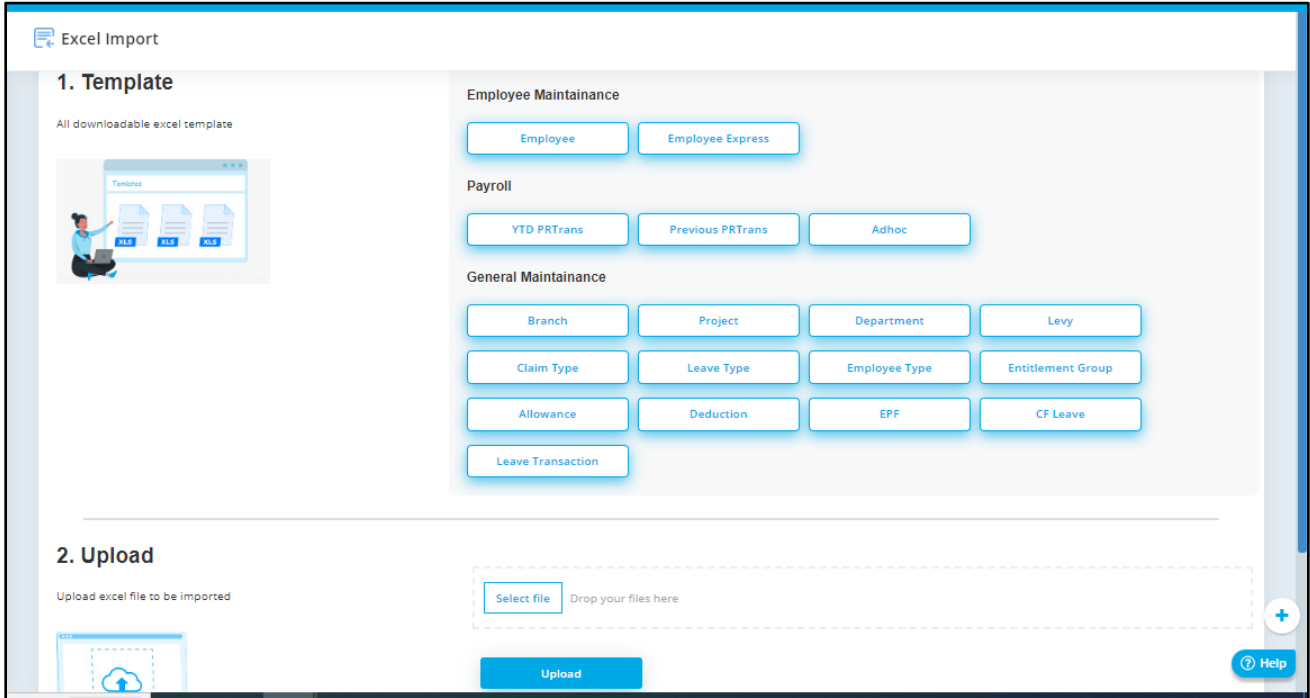 Excel Import
1. Template
All downloadable excel template
Temlates
XLS XLS XLS
Employee Maintainance
Employee Employee Express
Payroll
YTD PRTrans Previous PRTrans Adhoc
General Maintainance
Branch Project Department Levy
Claim Type Leave Type Employee Type Entitlement Group
Allowance Deduction EPF CF Leave
Leave Transaction
2. Upload
Upload excel file to be imported
Select file Drop your files here
Upload
? Help